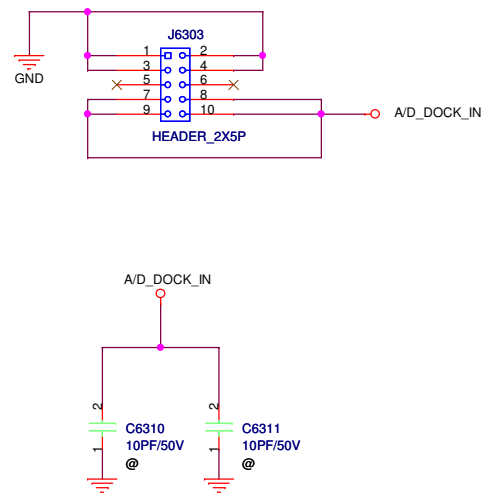 J6303
1 2
3 4
5 6
7 8
9 10
GND
A/D_DOCK_IN
HEADER_2X5P
A/D_DOCK_IN
2 2
C6310 C6311
10PF/50V 10PF/50V
1 1
@ @